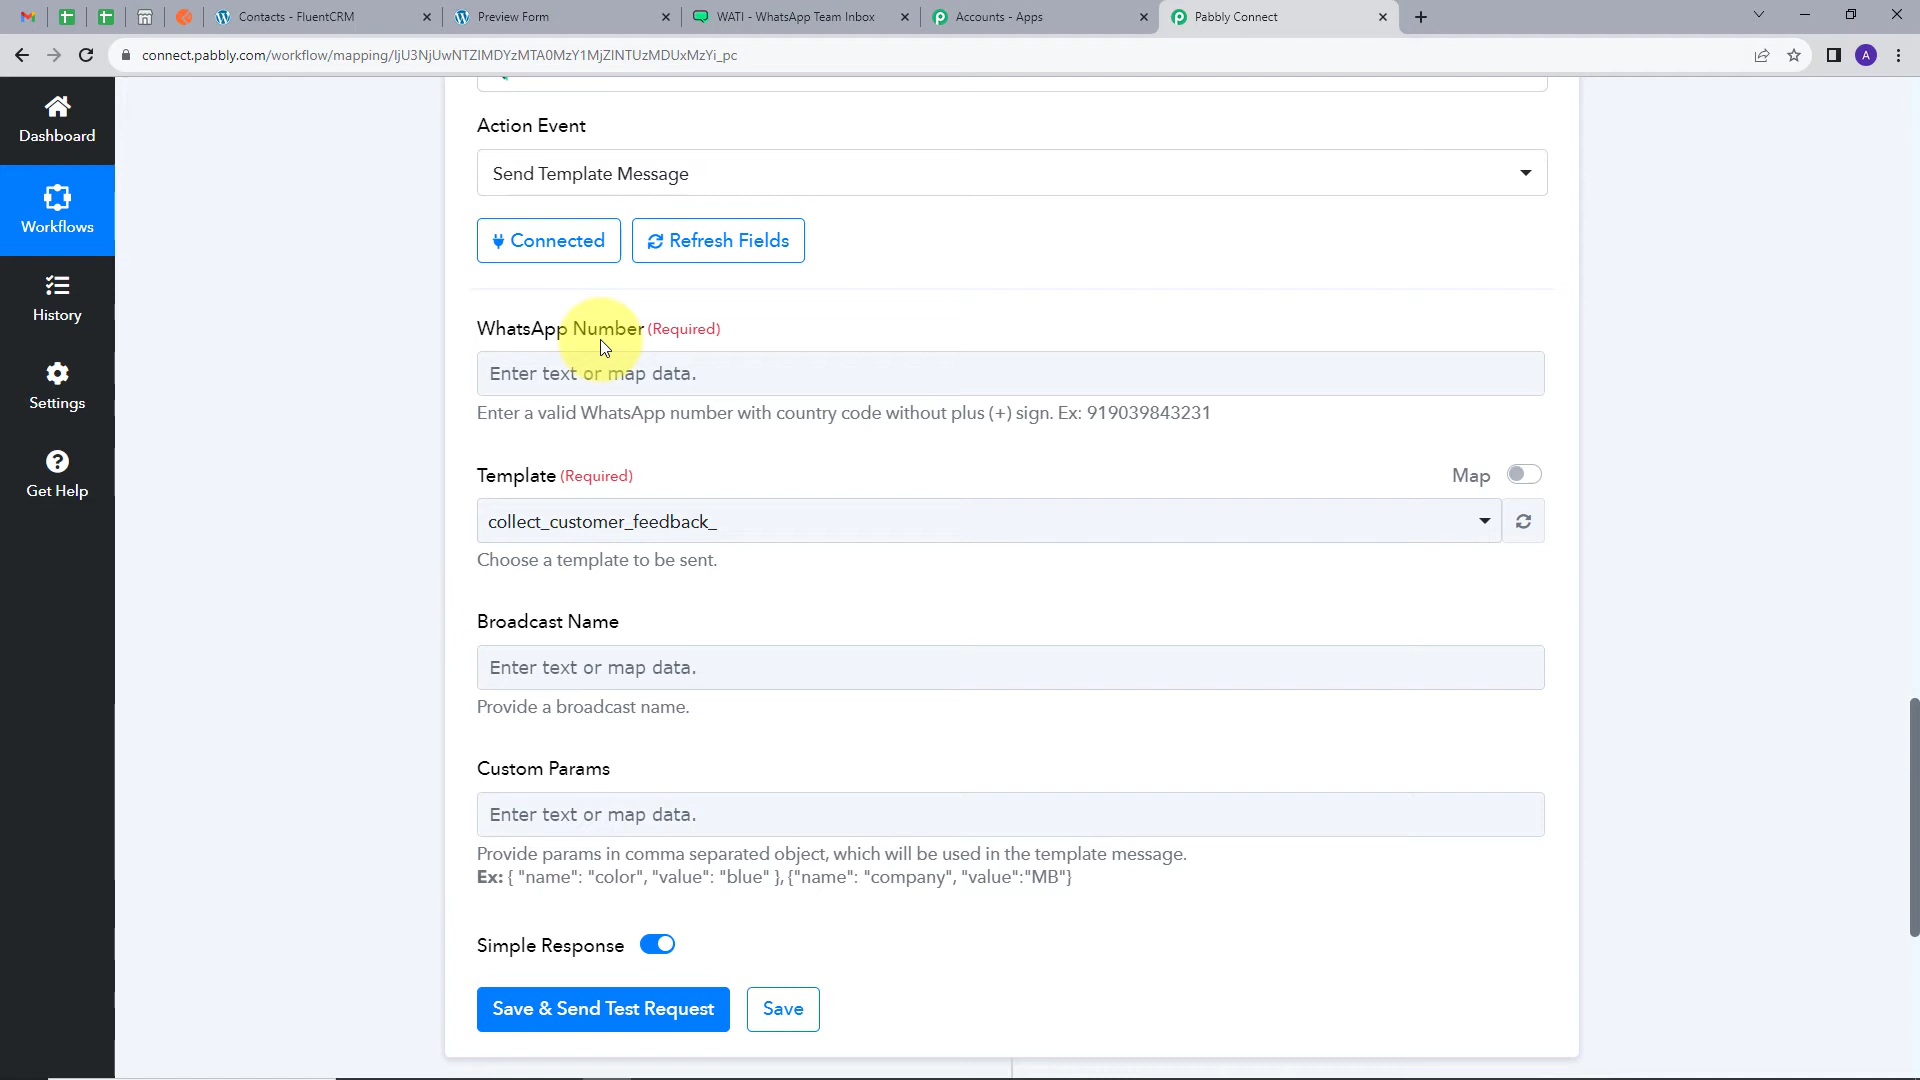 Contacts - FluentCRM
Preview Form
WATI - WhatsApp Team Inbox
Accounts - Apps
Pabbly Connect
connect.pabbly.com/workflow/mapping/IjU3NjUwNTZlMDYzMTA0MzY1MjZlNTUzMDUxMzYi_pc
A
Dashboard
Workflows
History
Settings
Get Help
Action Event
Send Template Message
Connected
Refresh Fields
WhatsApp Number (Required)
Enter text or map data.
Enter a valid WhatsApp number with country code without plus (+) sign. Ex: 919039843231
Template (Required)
Map
collect_customer_feedback_
Choose a template to be sent.
Broadcast Name
Enter text or map data.
Provide a broadcast name.
Custom Params
Enter text or map data.
Provide params in comma separated object, which will be used in the template message.
Ex: { "name": "color", "value": "blue" }, {"name": "company", "value":"MB"}
Simple Response
Save & Send Test Request
Save